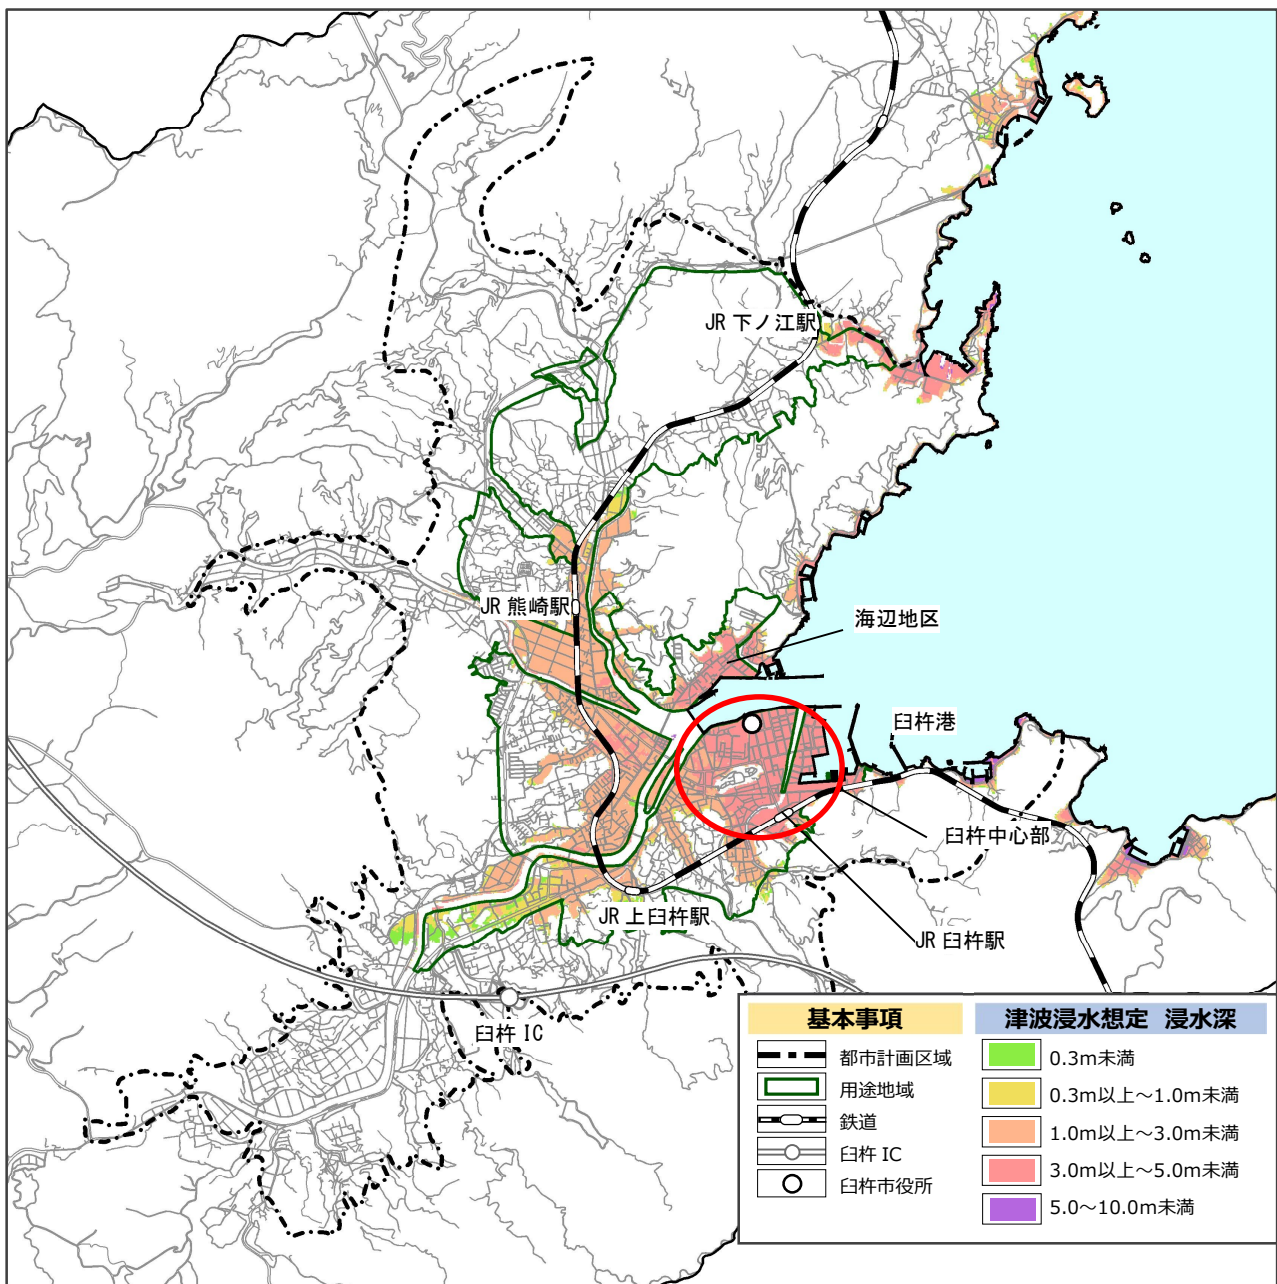 JR 下ノ江駅
JR 熊崎駅
海辺地区
臼杵港
臼杵中心部
JR 上臼杵駅
JR 臼杵駅
臼杵 IC
基本事項
都市計画区域
用途地域
鉄道
臼杵 IC
臼杵市役所
津波浸水想定 浸水深
0.3m未満
0.3m以上～1.0m未満
1.0m以上～3.0m未満
3.0m以上～5.0m未満
5.0～10.0m未満